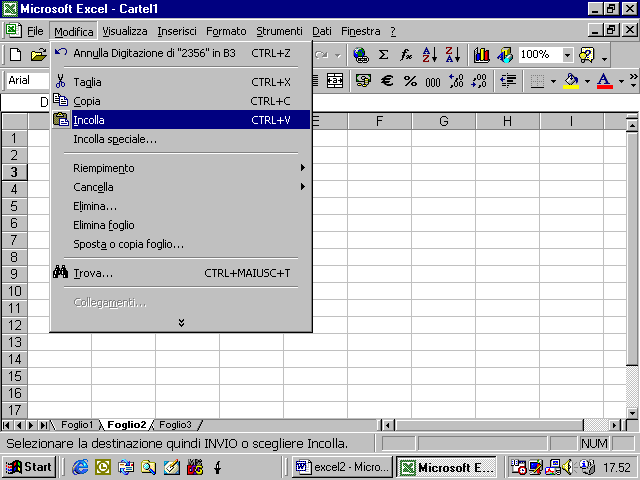 Microsoft Excel - Cartel1
File Modifica Visualizza Inserisci Formato Strumenti Dati Finestra ?
Annulla Digitazione di "2356" in B3 CTRL+Z
100%
Arial
Taglia CTRL+X
% 000
D
Copia CTRL+C
Incolla CTRL+V
E F G H I
Incolla speciale...
Riempimento
Cancella
Elimina...
Elimina foglio
Sposta o copia foglio...
Trova... CTRL+MAIUSC+T
Collegamenti...
1
2
3
4
5
6
7
8
9
10
11
12
13
14
15
16
17
Foglio1 Foglio2 Foglio3
Selezionare la destinazione quindi INVIO o scegliere Incolla. NUM
Start excel2 - Micro... Microsoft E... 17.52